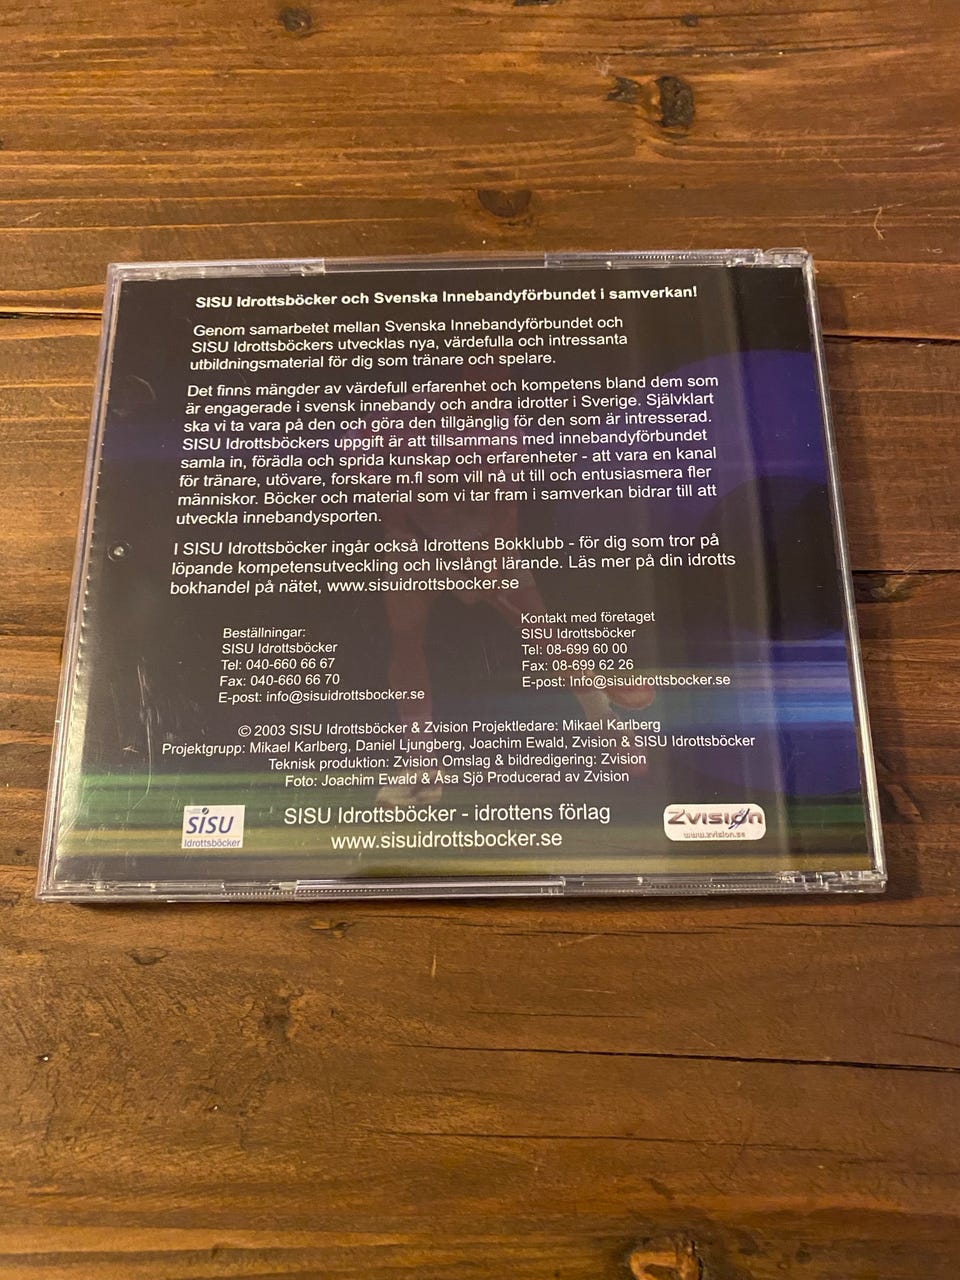 SISU Idrottsböcker och Svenska Innebandyförbundet i samverkan!
Genom samarbetet mellan Svenska Innebandyförbundet och
SISU Idrottsböckers utvecklas nya, värdefulla och intressanta
utbildningsmaterial för dig som tränare och spelare.
Det finns mängder av värdefull erfarenhet och kompetens bland dem som
är engagerade i svensk innebandy och andra idrotter i Sverige. Självklart
ska vi ta vara på den och göra den tillgänglig för den som är intresserad.
SISU Idrottsböckers uppgift är att tillsammans med innebandyförbundet
samla in, förädla och sprida kunskap och erfarenheter - att vara en kanal
för tränare, utövare, forskare m.fl som vill nå ut till och entusiasmera fler
människor. Böcker och material som vi tar fram i samverkan bidrar till att
utveckla innebandysporten.
I SISU Idrottsböcker ingår också Idrottens Bokklubb - för dig som tror på
löpande kompetensutveckling och livslångt lärande. Läs mer på din idrotts
bokhandel på nätet, www.sisuidrottsbocker.se
Beställningar:
SISU Idrottsböcker
Tel: 040-660 66 67
Fax: 040-660 66 70
E-post: info@sisuidrottsbocker.se
Kontakt med företaget
SISU Idrottsböcker
Tel: 08-699 60 00
Fax: 08-699 62 26
E-post: Info@sisuidrottsbocker.se
© 2003 SISU Idrottsböcker & Zvision Projektledare: Mikael Karlberg
Projektgrupp: Mikael Karlberg, Daniel Ljungberg, Joachim Ewald, Zvision & SISU Idrottsböcker
Teknisk produktion: Zvision Omslag & bildredigering: Zvision
Foto: Joachim Ewald & Åsa Sjö Producerad av Zvision
SISU
Idrottsböcker
SISU Idrottsböcker - idrottens förlag
www.sisuidrottsbocker.se
Zvision
www.zvision.se